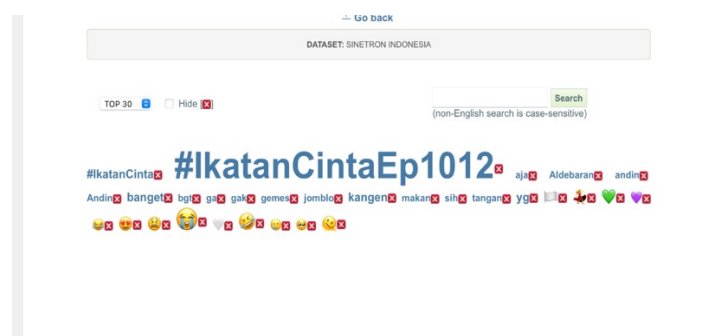 Go back
DATASET: SINETRON INDONESIA
TOP 30 Hide [x] Search
(non-English search is case-sensitive)
#IkatanCinta #IkatanCintaEp1012 aja Aldebaran andin
Andin banget bgt ga gak gemes jomblo kangen makan sih tangan yg 🏳️ 💃 💚 💜
😂 😍 😫 😭 🤍 🤣 🥲 🥺 🫠